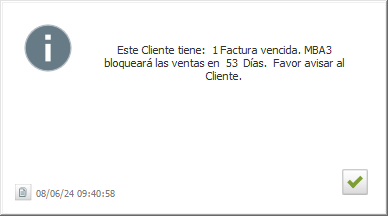 Este Cliente tiene:  1 Factura vencida. MBA3
bloqueará las ventas en  53 Días.  Favor avisar al
Cliente.
08/06/24 09:40:58